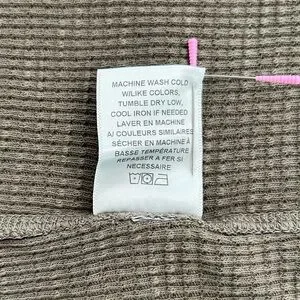 MACHINE WASH COLD
W/LIKE COLORS,
TUMBLE DRY LOW,
COOL IRON IF NEEDED
LAVER EN MACHINE
A/ COULEURS SIMILAIRES
SÉCHER EN MACHINE À
BASSE TEMPÉRATURE
REPASSER A FER SI
NECESSAIRE